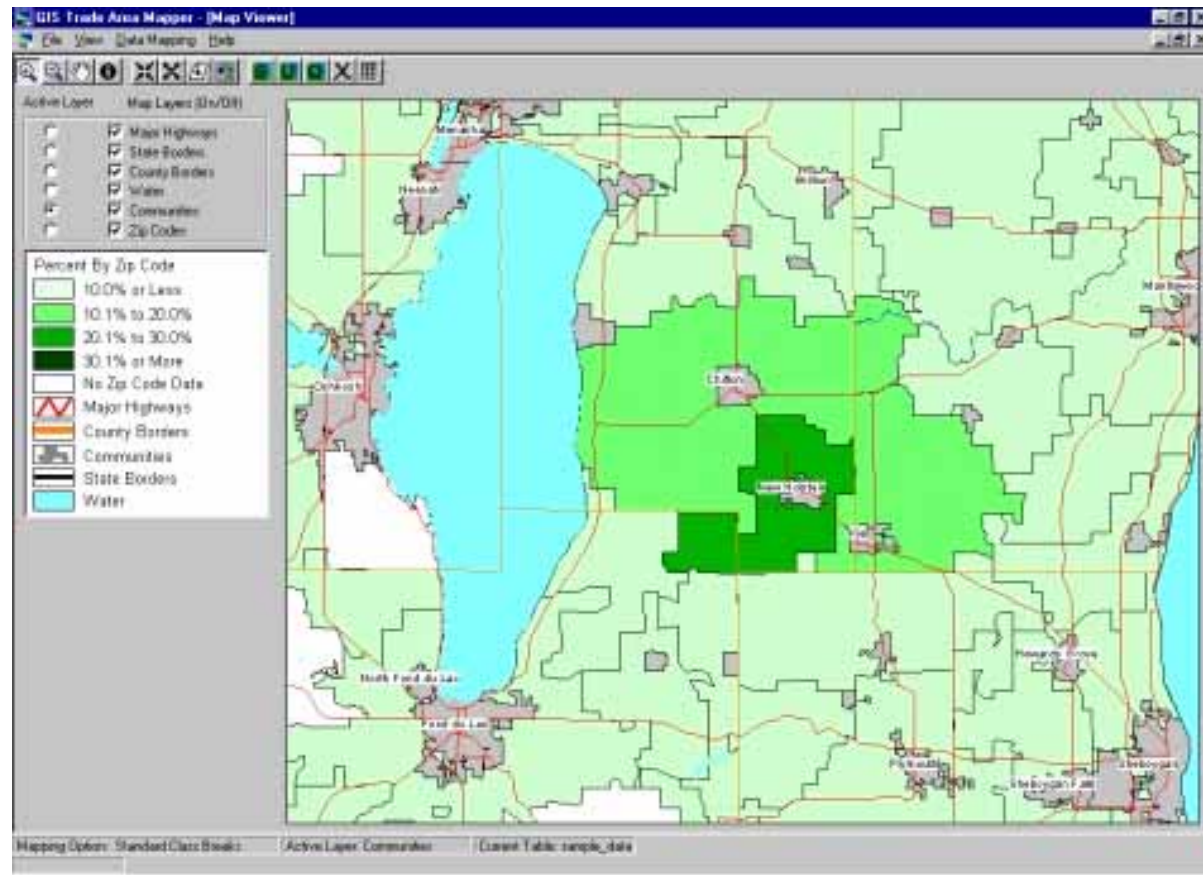 GIS Trade Area Mapper - [Map Viewer]
File View Data Mapping Help
Active Layer Map Layers (On/Off)
Major Highways
State Borders
County Borders
Water
Communities
Zip Codes
Percent By Zip Code
10.0% or Less
10.1% to 20.0%
20.1% to 30.0%
30.1% or More
No Zip Code Data
Major Highways
County Borders
Communities
State Borders
Water
Menasha
Neenah
Brillion
Manitowoc
Oshkosh
Chilton
New Holstein
Howards Grove
North Fond du Lac
Fond du Lac
Plymouth
Sheboygan
Sheboygan Falls
Mapping Option: Standard Class Breaks Active Layer: Communities Current Table: sample_data